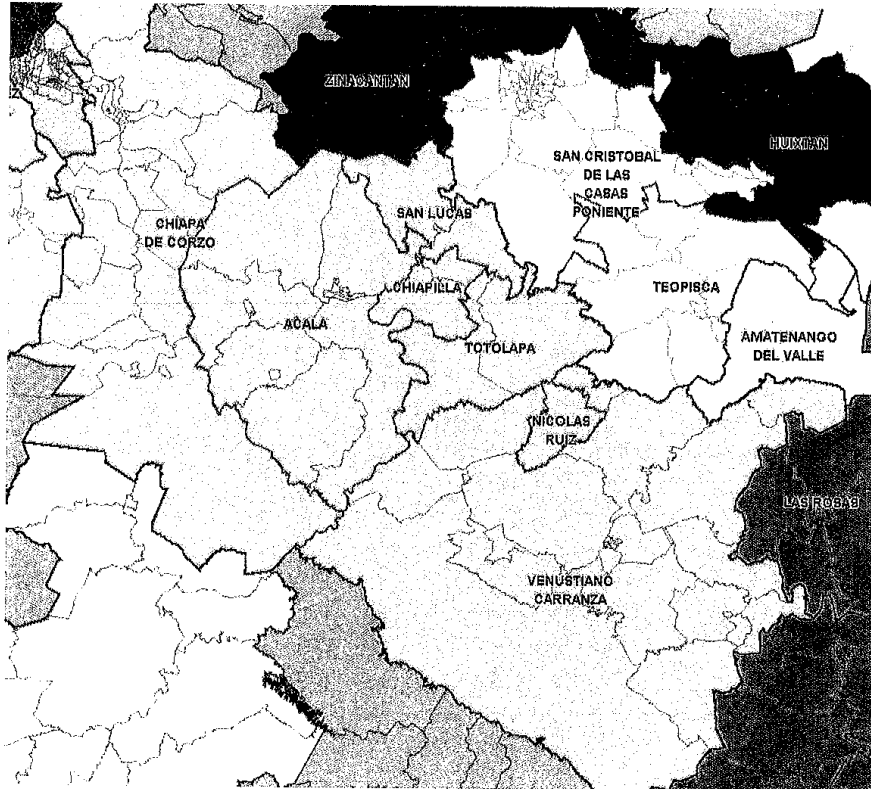 ZINACANTAN
HUIXTAN
SAN CRISTOBAL
DE LAS
CASAS
PONIENTE
SAN LUCAS
CHIAPA
DE CORZO
CHIAPILLA
TEOPISCA
ACALA
TOTOLAPA
AMATENANGO
DEL VALLE
NICOLAS
RUIZ
LAS ROSAS
VENUSTIANO
CARRANZA